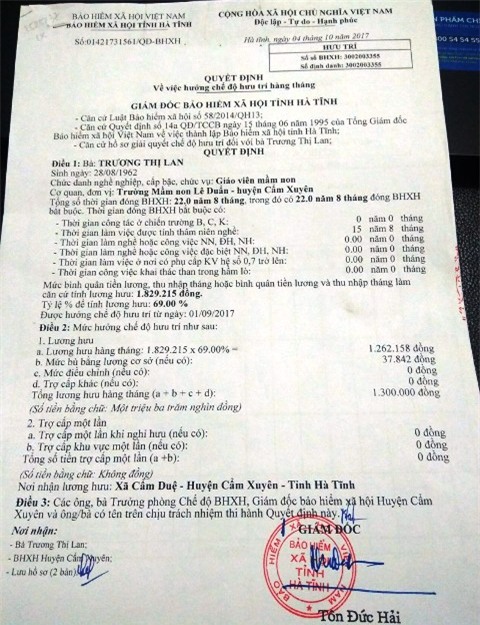 BẢO HIỂM XÃ HỘI VIỆT NAM
BẢO HIỂM XÃ HỘI TỈNH HÀ TĨNH
Số:01421731561/QĐ-BHXH
CỘNG HÒA XÃ HỘI CHỦ NGHĨA VIỆT NAM
Độc lập - Tự do - Hạnh phúc
Hà tĩnh, ngày 04 tháng 10 năm 2017
HƯU TRÍ
Số sổ BHXH: 3002003355
Số định danh: 3002003355
QUYẾT ĐỊNH
Về việc hưởng chế độ hưu trí hàng tháng
GIÁM ĐỐC BẢO HIỂM XÃ HỘI TỈNH HÀ TĨNH
- Căn cứ Luật Bảo hiểm xã hội số 58/2014/QH13;
- Căn cứ Quyết định số 14a QĐ/TCCB ngày 15 tháng 06 năm 1995 của Tổng Giám đốc
Bảo hiểm xã hội Việt Nam về việc thành lập Bảo hiểm xã hội tỉnh Hà Tĩnh;
- Căn cứ hồ sơ giải quyết chế độ hưu trí đối với bà Trương Thị Lan;
QUYẾT ĐỊNH
Điều 1: Bà: TRƯƠNG THỊ LAN
Sinh ngày: 28/08/1962
Chức danh nghề nghiệp, cấp bậc, chức vụ: Giáo viên mầm non
Cơ quan, đơn vị: Trường Mầm non Lê Duẩn - huyện Cẩm Xuyên
Tổng số thời gian đóng BHXH: 22,0 năm 8 tháng, trong đó có 22.0 năm 8 tháng đóng BHXH
bắt buộc. Thời gian đóng BHXH bắt buộc có:
- Thời gian công tác ở chiến trường B, C, K: 0 năm 0 tháng
- Thời gian làm việc được tính thâm niên nghề: 15 năm 8 tháng
- Thời gian làm nghề hoặc công việc NN, ĐH, NH: 0.00 năm 0 tháng
- Thời gian làm nghề hoặc công việc đặc biệt NN, ĐH, NH: 0.00 năm 0 tháng
- Thời gian làm việc ở nơi có phụ cấp KV hệ số 0,7 trở lên: 0.00 năm 0 tháng
- Thời gian công việc khai thác than trong hầm lò: 0.00 năm 0 tháng
Mức bình quân tiền lương, thu nhập tháng hoặc bình quân tiền lương và thu nhập tháng làm
căn cứ tính lương hưu: 1.829.215 đồng.
Tỷ lệ % để tính lương hưu: 69.00 %
Được hưởng chế độ hưu trí từ ngày: 01/09/2017
Điều 2: Mức hưởng chế độ hưu trí như sau:
1. Lương hưu
a. Lương hưu hàng tháng: 1.829.215 x 69.00% = 1.262.158 đồng
b. Mức bù bằng lương cơ sở (nếu có): 37.842 đồng
c. Mức điều chỉnh (nếu có): 0 đồng
d. Trợ cấp khác (nếu có): 0 đồng
Tổng lương hưu hàng tháng (a + b + c + d): 1.300.000 đồng
(Số tiền bằng chữ: Một triệu ba trăm nghìn đồng)
2. Trợ cấp một lần
a. Trợ cấp một lần khi nghỉ hưu (nếu có): 0 đồng
b. Trợ cấp khu vực một lần (nếu có): 0 đồng
Tổng số tiền trợ cấp một lần (a +b): 0 đồng
(Số tiền bằng chữ: Không đồng)
Nơi nhận lương hưu: Xã Cẩm Duệ - Huyện Cẩm Xuyên - Tỉnh Hà Tĩnh
Điều 3: Các ông, bà Trưởng phòng Chế độ BHXH, Giám đốc bảo hiểm xã hội Huyện Cẩm
Xuyên và ông/bà có tên trên chịu trách nhiệm thi hành Quyết định này.
Nơi nhận:
- Bà Trương Thị Lan;
- BHXH Huyện Cẩm Xuyên;
- Lưu hồ sơ (2 bản)
GIÁM ĐỐC
BẢO HIỂM XÃ HỘI VIỆT NAM
BẢO HIỂM
XÃ HỘI
TỈNH
HÀ TĨNH
Tôn Đức Hải